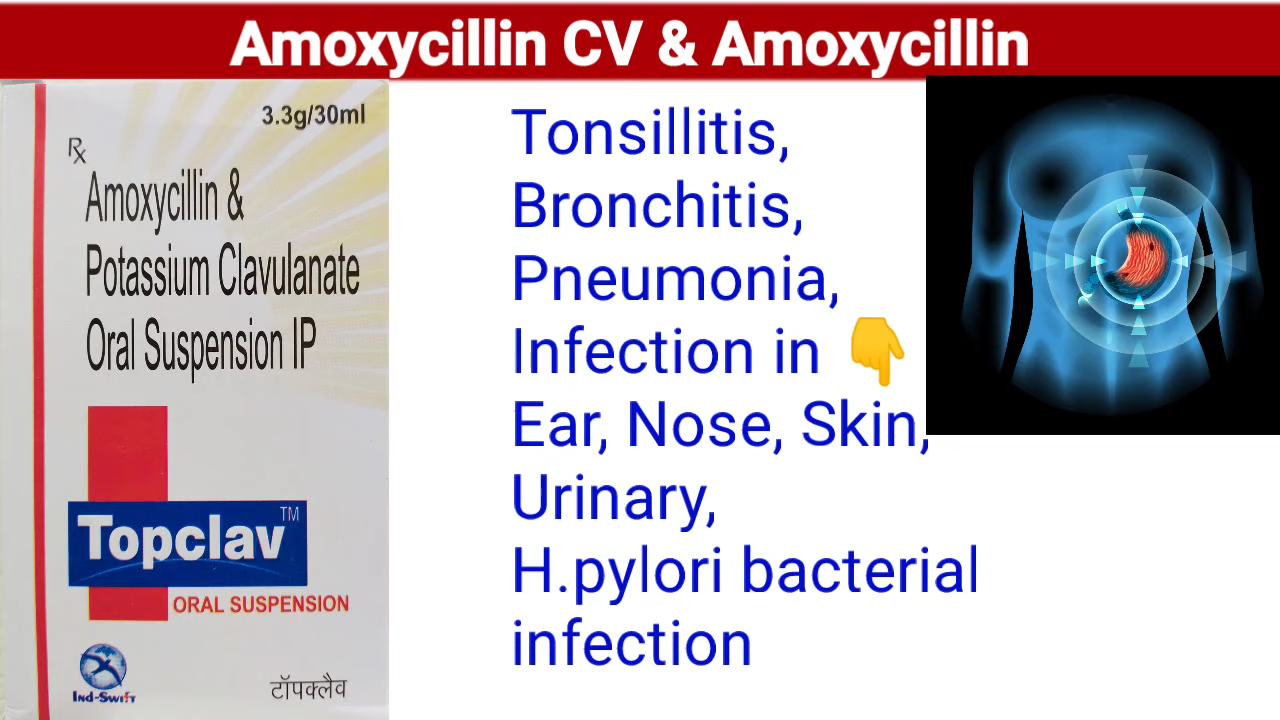 Amoxycillin CV & Amoxycillin
3.3g/30ml
Rx
Amoxycillin &
Potassium Clavulanate
Oral Suspension IP
Topclav™
ORAL SUSPENSION
IND-SWIFT
टॉपक्लैव
Tonsillitis,
Bronchitis,
Pneumonia,
Infection in 👇
Ear, Nose, Skin,
Urinary,
H.pylori bacterial
infection